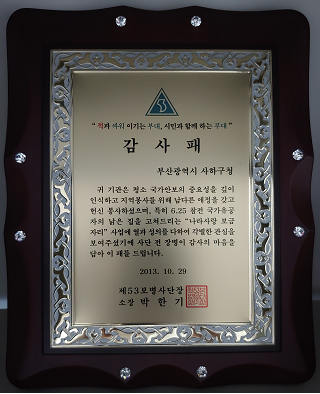 “ 적과 싸워 이기는 부대, 시민과 함께 하는 부대 ”
감 사 패
부산광역시 사하구청
귀 기관은 평소 국가안보의 중요성을 깊이
인식하고 지역봉사를 위해 남다른 애정을 갖고
헌신 봉사하셨으며, 특히 6.25 참전 국가유공
자의 낡은 집을 고쳐드리는 “나라사랑 보금
자리” 사업에 열과 성의를 다하여 각별한 관심을
보여주셨기에 사단 전 장병이 감사의 마음을
담아 이 패를 드립니다.
2013. 10. 29
제53보병사단장
소장 박 한 기